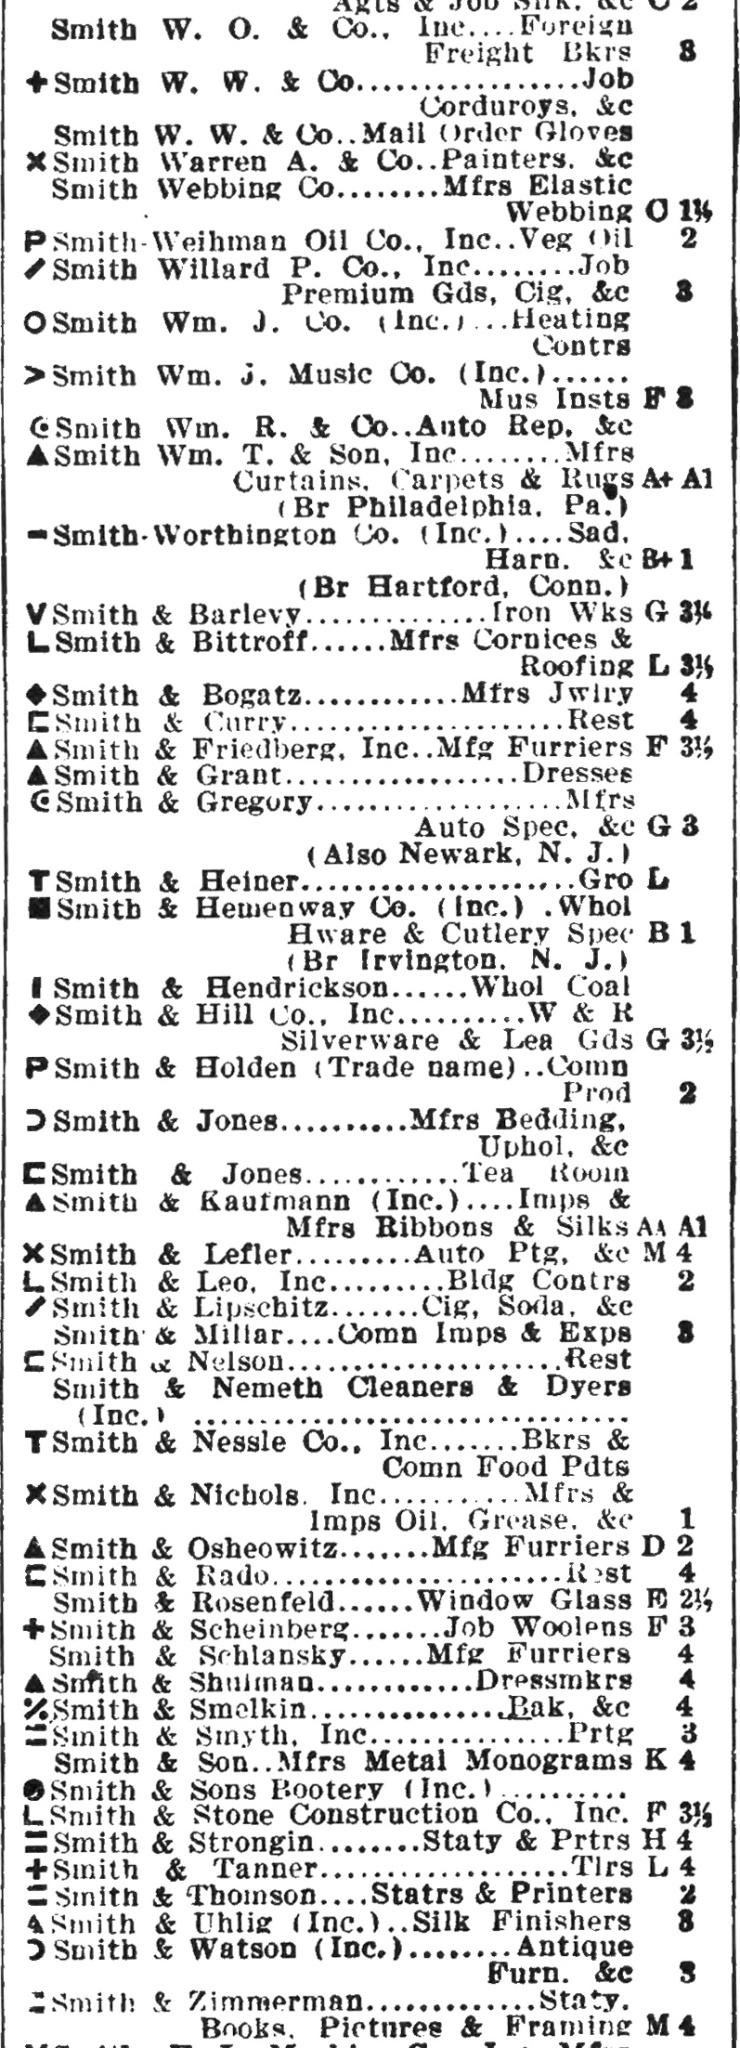 Agts & Job Silk, &c C 2
Smith W. O. & Co., Inc....Foreign
Freight Bkrs 3
+Smith W. W. & Co.................Job
Corduroys, &c
Smith W. W. & Co..Mail Order Gloves
×Smith Warren A. & Co..Painters, &c
Smith Webbing Co........Mfrs Elastic
Webbing C 1½
P Smith-Weihman Oil Co., Inc..Veg Oil 2
/ Smith Willard P. Co., Inc........Job
Premium Gds, Cig, &c 3
O Smith Wm. J. Co. (Inc.)...Heating
Contrs
> Smith Wm. J. Music Co. (Inc.)......
Mus Insts F 3
☪ Smith Wm. R. & Co..Auto Rep, &c
▲ Smith Wm. T. & Son, Inc........Mfrs
Curtains, Carpets & Rugs A+ A1
(Br Philadelphia, Pa.)
-Smith-Worthington Co. (Inc.)....Sad,
Harn, &c B+ 1
(Br Hartford, Conn.)
V Smith & Barlevy..............Iron Wks G 3½
L Smith & Bittroff......Mfrs Cornices &
Roofing L 3½
◆ Smith & Bogatz............Mfrs Jwlry 4
⊏ Smith & Curry....................Rest 4
▲ Smith & Friedberg, Inc..Mfg Furriers F 3½
▲ Smith & Grant..................Dresses
☪ Smith & Gregory..................Mfrs
Auto Spec, &c G 3
(Also Newark, N. J.)
T Smith & Heiner......................Gro L
■ Smith & Hemenway Co. (Inc.) .Whol
Hware & Cutlery Spec B 1
(Br Irvington, N. J.)
I Smith & Hendrickson......Whol Coal
◆ Smith & Hill Co., Inc..........W & R
Silverware & Lea Gds G 3½
P Smith & Holden (Trade name)..Comn
Prod 2
⊃ Smith & Jones..........Mfrs Bedding,
Uphol, &c
⊏ Smith & Jones............Tea Room
▲ Smith & Kaufmann (Inc.)....Imps &
Mfrs Ribbons & Silks AA A1
× Smith & Lefler.........Auto Ptg, &c M 4
L Smith & Leo, Inc.........Bldg Contrs 2
/ Smith & Lipschitz.......Cig, Soda, &c
Smith & Millar....Comn Imps & Exps 3
⊏ Smith & Nelson.....................Rest
Smith & Nemeth Cleaners & Dyers
(Inc.) .................................
T Smith & Nessle Co., Inc.......Bkrs &
Comn Food Pdts
× Smith & Nichols, Inc...........Mfrs &
Imps Oil, Grease, &c 1
▲ Smith & Osheowitz.......Mfg Furriers D 2
⊏ Smith & Rado......................Rest 4
Smith & Rosenfeld......Window Glass E 2½
+Smith & Scheinberg.......Job Woolens F 3
Smith & Schlansky......Mfg Furriers 4
▲ Smith & Shulman............Dressmkrs 4
% Smith & Smolkin................Bak, &c 4
= Smith & Smyth, Inc...............Prtg 3
Smith & Son..Mfrs Metal Monograms K 4
Smith & Sons Bootery (Inc.)..........
L Smith & Stone Construction Co., Inc. F 3½
= Smith & Strongin........Staty & Prtrs H 4
+Smith & Tanner...................Tlrs L 4
= Smith & Thomson....Statrs & Printers 2
▲ Smith & Uhlig (Inc.)..Silk Finishers 3
⊃ Smith & Watson (Inc.)........Antique
Furn, &c 3
= Smith & Zimmerman.............Staty,
Books, Pictures & Framing M 4